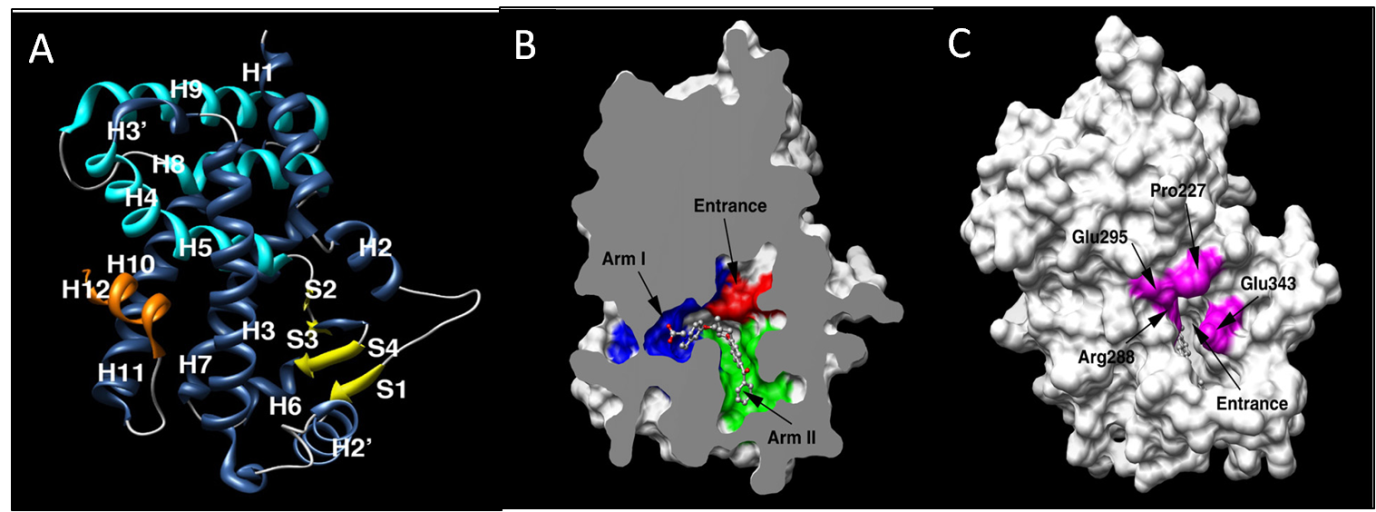 A
H1
H9
H3'
H8
H4
H5
H2
H10
H12
S2
H3
S3
S4
H11
H7
S1
H6
H2'
B
Entrance
Arm I
Arm II
C
Pro227
Glu295
Glu343
Arg288
Entrance